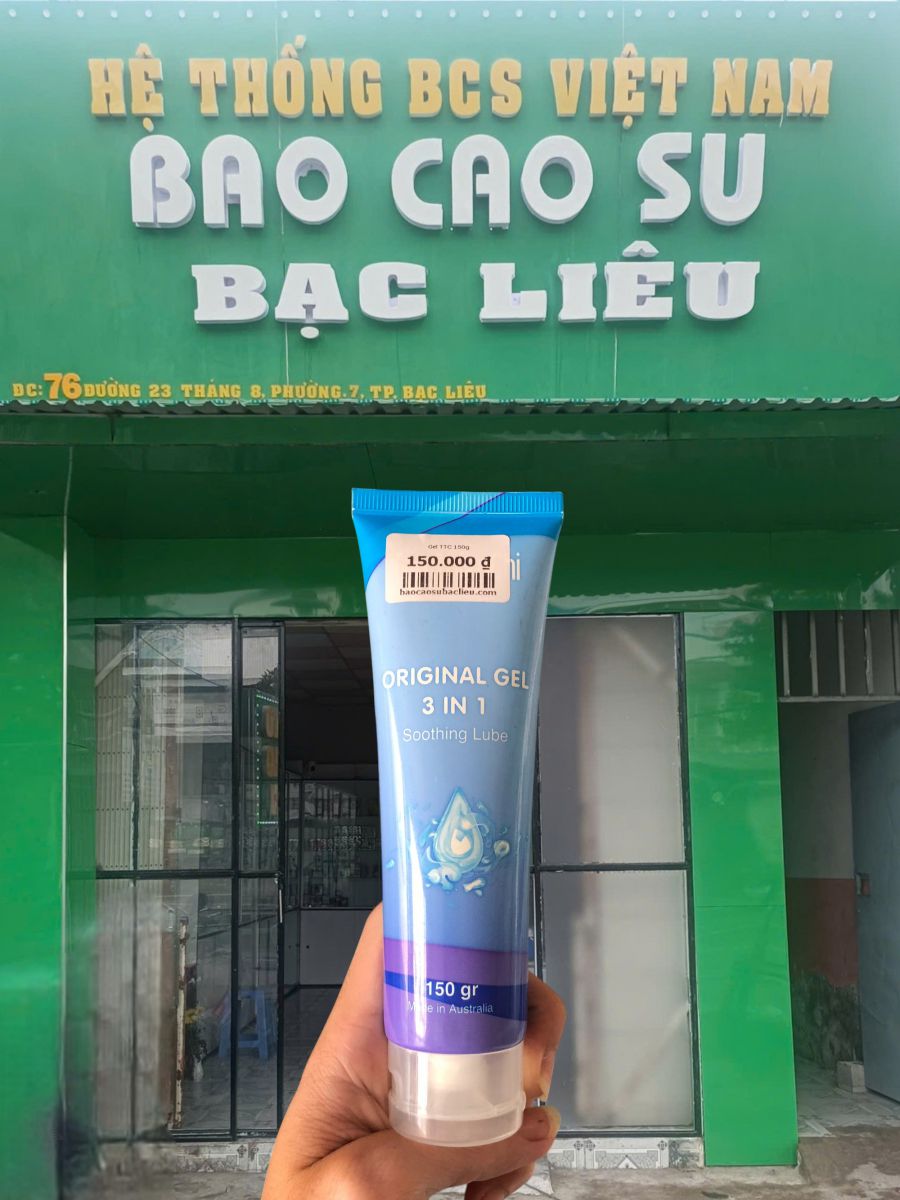 HỆ THỐNG BCS VIỆT NAM
BAO CAO SU
BẠC LIÊU
ĐC: 76 ĐƯỜNG 23 THÁNG 8, PHƯỜNG.7, TP. BẠC LIÊU
Gel TTC 150g
150.000 ₫
baocaosubaclieu.com
ORIGINAL GEL
3 IN 1
Soothing Lube
150 gr
Made in Australia